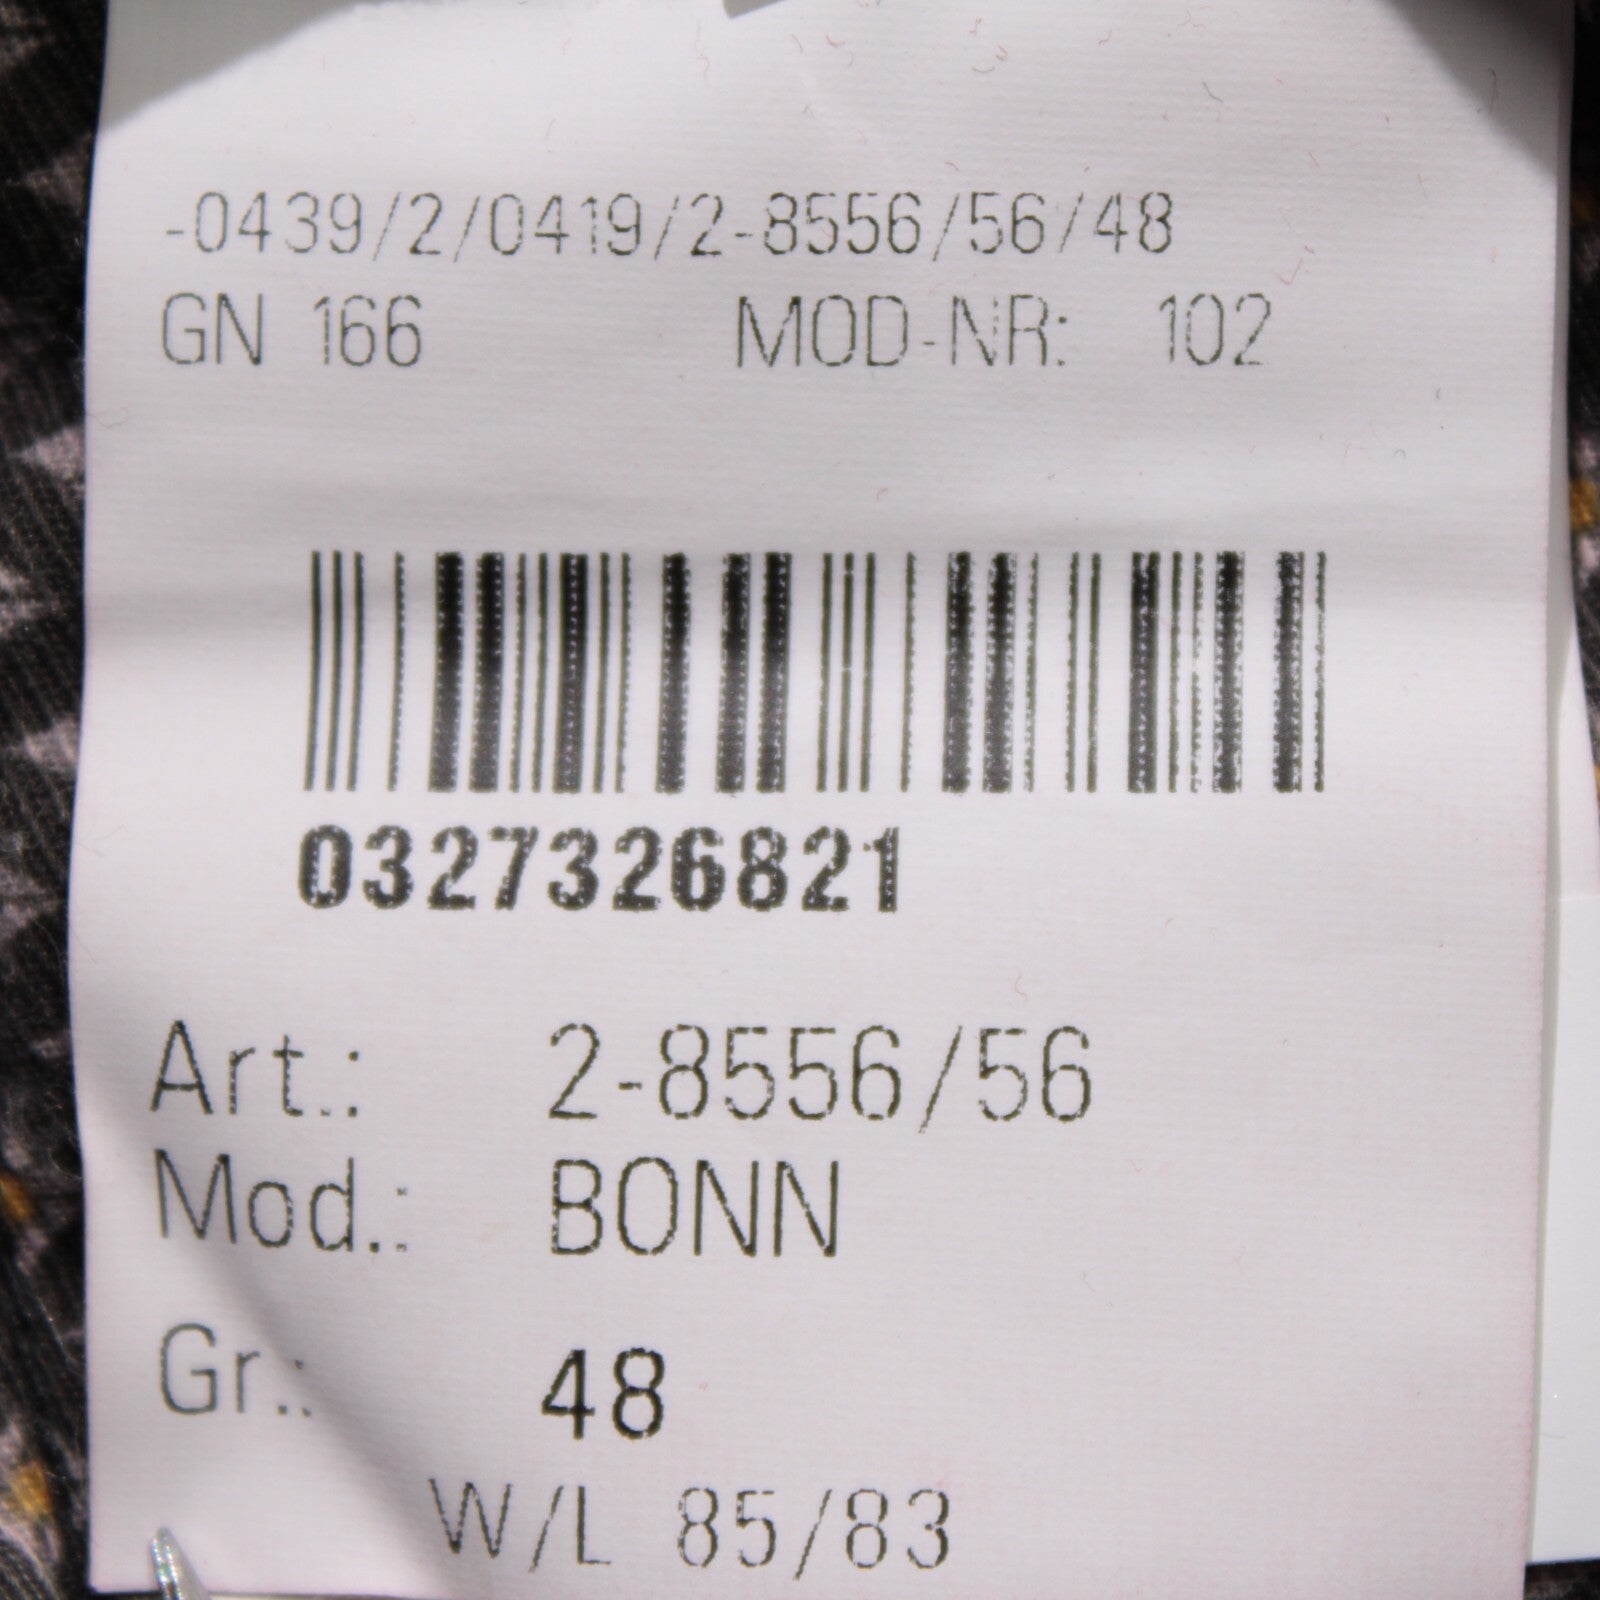 -0439/2/0419/2-8556/56/48
GN 166 MOD-NR: 102
0327326821
Art.: 2-8556/56
Mod.: BONN
Gr.: 48
W/L 85/83